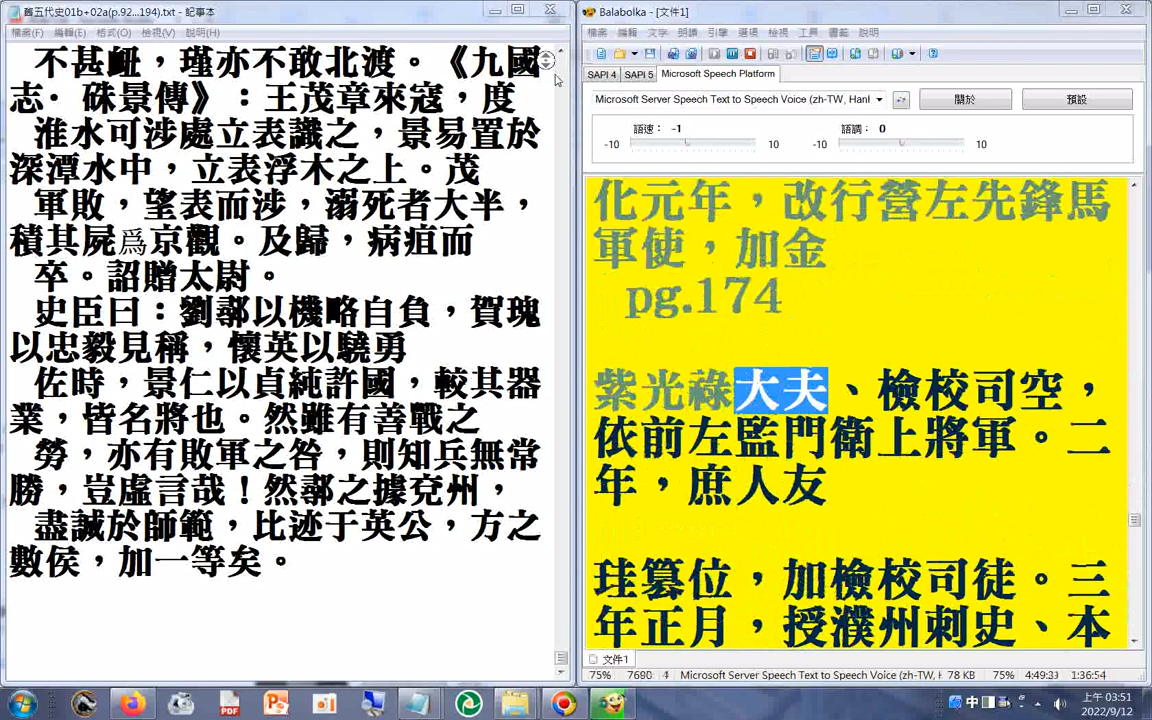 舊五代史01b+02a(p.92...194).txt - 記事本
檔案(F) 編輯(E) 格式(O) 檢視(V) 說明(H)
不甚衄，瑾亦不敢北渡。《九國
志· 硃景傳》：王茂章來寇，度
淮水可涉處立表識之，景易置於
深潭水中，立表浮木之上。茂
軍敗，望表而涉，溺死者大半，
積其屍爲京觀。及歸，病疽而
卒。詔贈太尉。
史臣曰：劉鄩以機略自負，賀瑰
以忠毅見稱，懷英以驍勇
佐時，景仁以貞純許國，較其器
業，皆名將也。然雖有善戰之
勞，亦有敗軍之咎，則知兵無常
勝，豈虛言哉！然鄩之據兗州，
盡誠於師範，比迹于英公，方之
數侯，加一等矣。
Balabolka - [文件1]
檔案 編輯 文字 朗讀 引擎 選項 檢視 工具 書籤 說明
SAPI 4 SAPI 5 Microsoft Speech Platform
Microsoft Server Speech Text to Speech Voice (zh-TW, Hanl 關於 預設
語速： -1 語調： 0
-10 10 -10 10
化元年，改行營左先鋒馬
軍使，加金
pg.174
紫光祿大夫、檢校司空，
依前左監門衛上將軍。二
年，庶人友
珪篡位，加檢校司徒。三
年正月，授濮州刺史、本
文件1
75% 7690: 4 Microsoft Speech Platform Microsoft Server Speech Text to Speech Voice (zh-TW, H 78 KB 75% 4:49:33 1:36:54
中 上午 03:51
2022/9/12